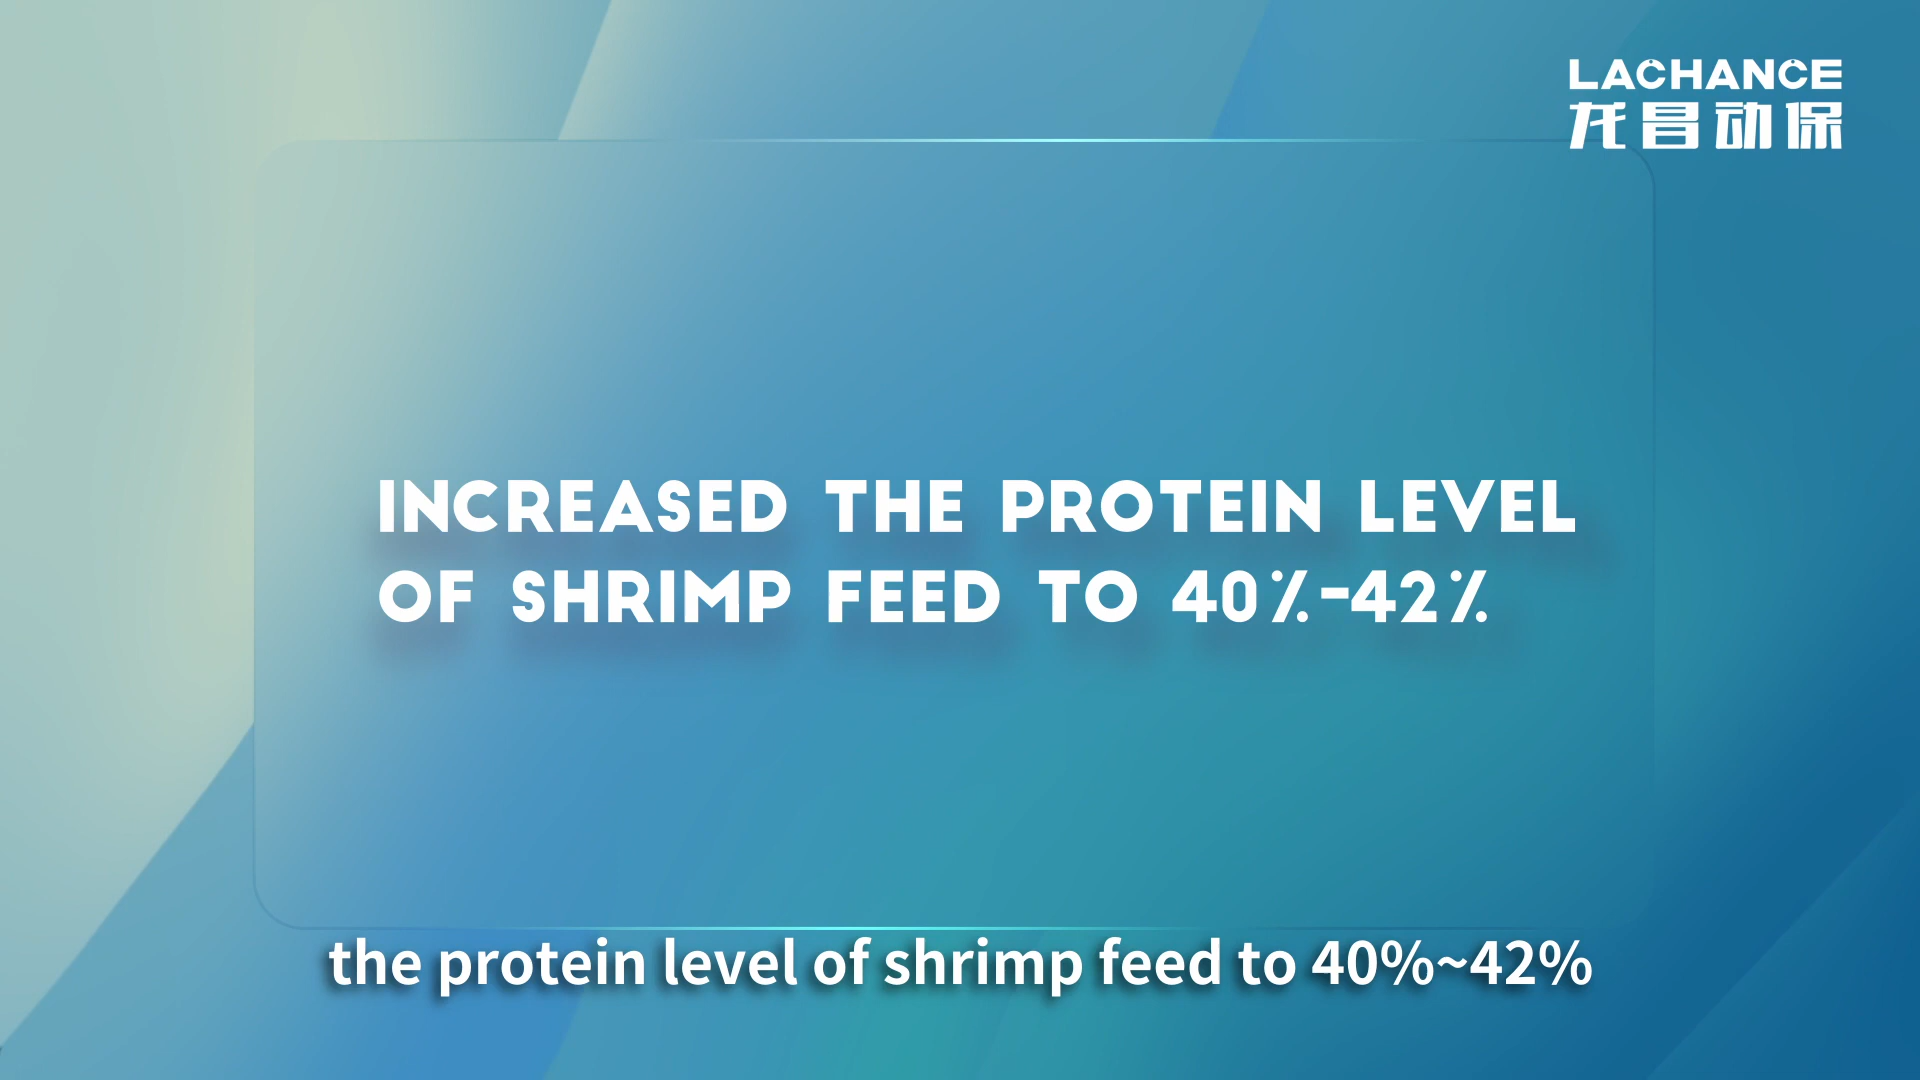 LACHANCE
龙昌动保
INCREASED THE PROTEIN LEVEL
OF SHRIMP FEED TO 40%-42%
the protein level of shrimp feed to 40%~42%